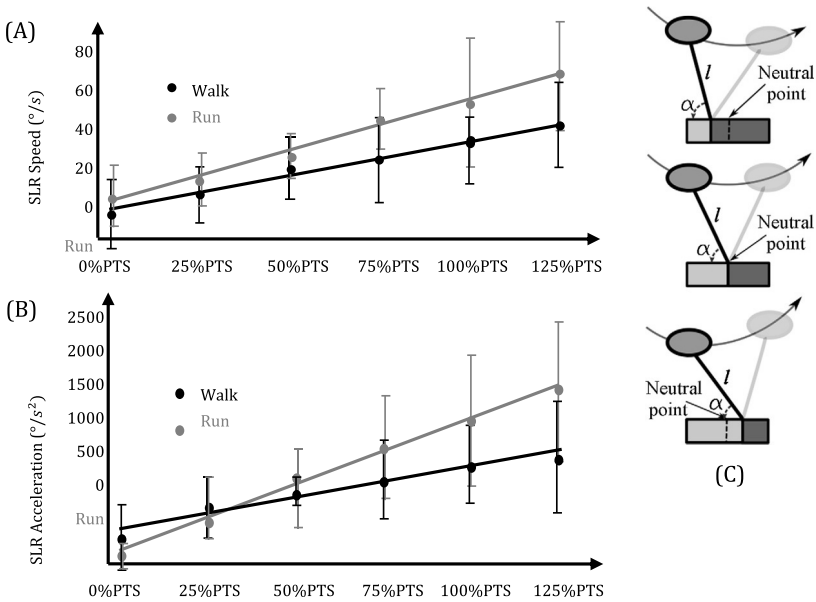 (A)
SLR Speed (°/s)
80
60
40
20
0
Run
Walk
Run
0%PTS 25%PTS 50%PTS 75%PTS 100%PTS 125%PTS
(B)
SLR Acceleration (°/s²)
2500
2000
1500
1000
500
0
Run
Walk
Run
0%PTS 25%PTS 50%PTS 75%PTS 100%PTS 125%PTS
l
α
Neutral
point
l
α
Neutral
point
l
α
Neutral
point
(C)